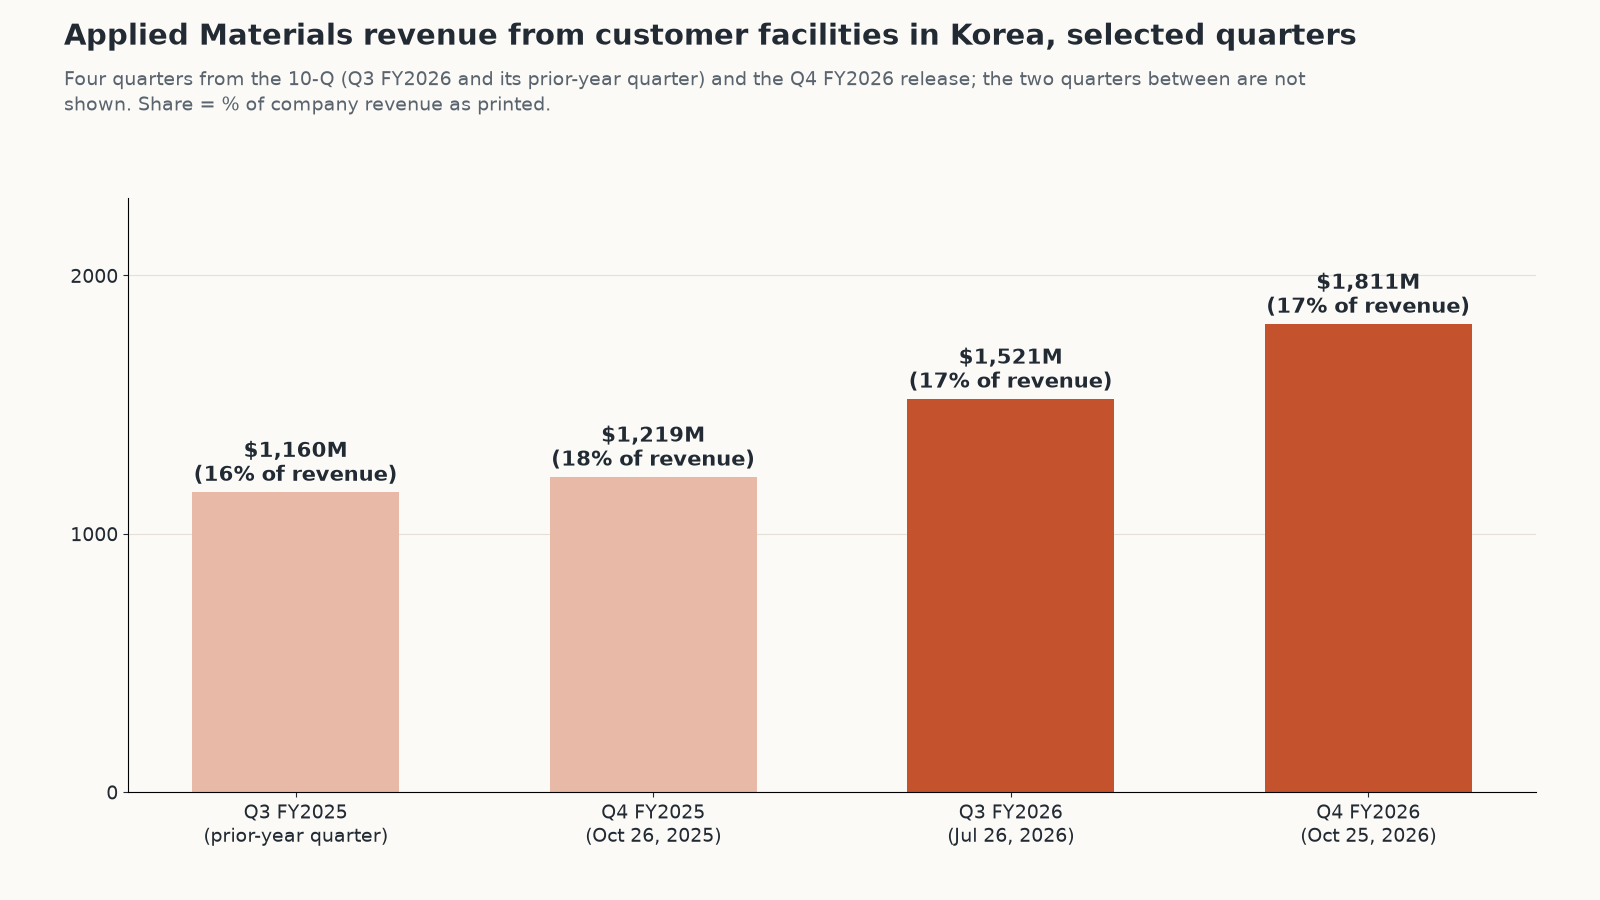 Applied Materials revenue from customer facilities in Korea, selected quarters
Four quarters from the 10-Q (Q3 FY2026 and its prior-year quarter) and the Q4 FY2026 release; the two quarters between are not
shown. Share = % of company revenue as printed.
2000
1000
0
$1,160M
(16% of revenue)
$1,219M
(18% of revenue)
$1,521M
(17% of revenue)
$1,811M
(17% of revenue)
Q3 FY2025
(prior-year quarter)
Q4 FY2025
(Oct 26, 2025)
Q3 FY2026
(Jul 26, 2026)
Q4 FY2026
(Oct 25, 2026)